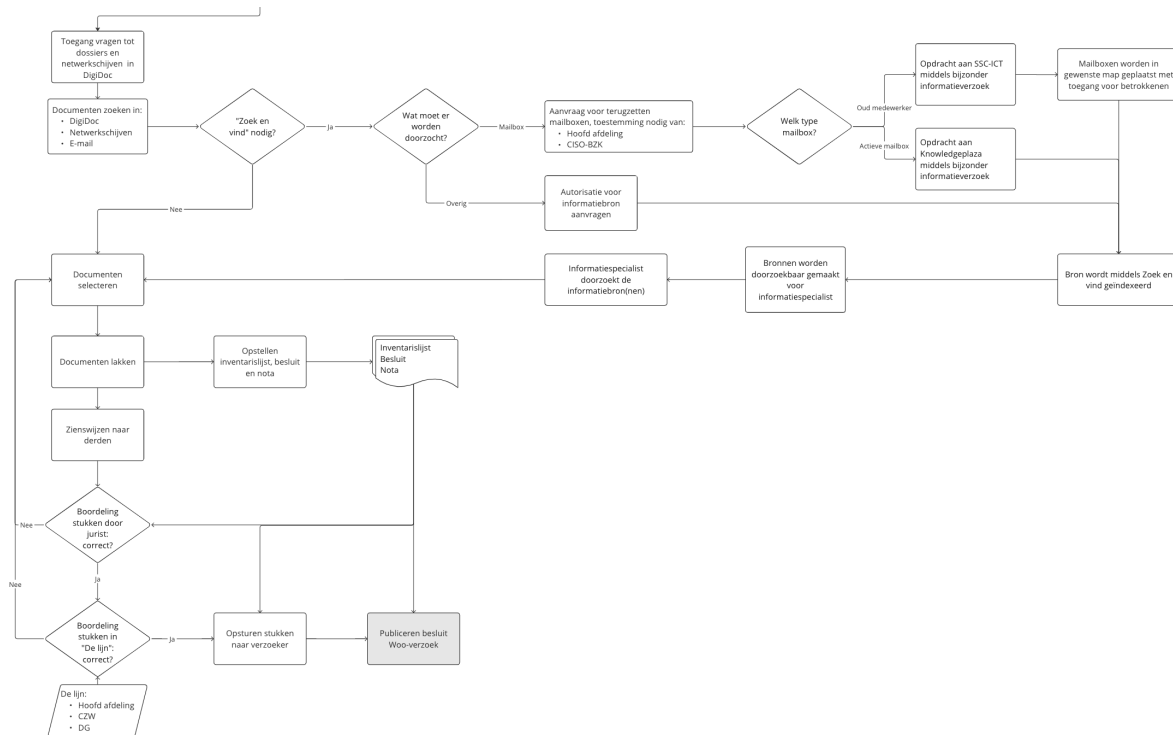 Toegang vragen tot
dossiers en
netwerkschijven in
DigiDoc
Documenten zoeken in:
• DigiDoc
• Netwerkschijven
• E-mail
"Zoek en
vind" nodig?
Ja
Nee
Wat moet er
worden
doorzocht?
Mailbox
Overig
Aanvraag voor terugzetten
mailboxen, toestemming nodig van:
• Hoofd afdeling
• CISO-BZK
Welk type
mailbox?
Oud medewerker
Actieve mailbox
Opdracht aan SSC-ICT
middels bijzonder
informatieverzoek
Mailboxen worden in
gewenste map geplaatst met
toegang voor betrokkenen
Opdracht aan
Knowledgeplaza
middels bijzonder
informatieverzoek
Autorisatie voor
informatiebron
aanvragen
Documenten
selecteren
Informatiespecialist
doorzoekt de
informatiebron(nen)
Bronnen worden
doorzoekbaar gemaakt
voor
informatiespecialist
Bron wordt middels Zoek en
vind geïndexeerd
Documenten lakken
Opstellen
inventarislijst, besluit
en nota
Inventarislijst
Besluit
Nota
Zienswijzen naar
derden
Boordeling
stukken door
jurist:
correct?
Nee
Ja
Nee
Boordeling
stukken in
"De lijn":
correct?
Ja
Opsturen stukken
naar verzoeker
Publiceren besluit
Woo-verzoek
De lijn:
• Hoofd afdeling
• CZW
• DG